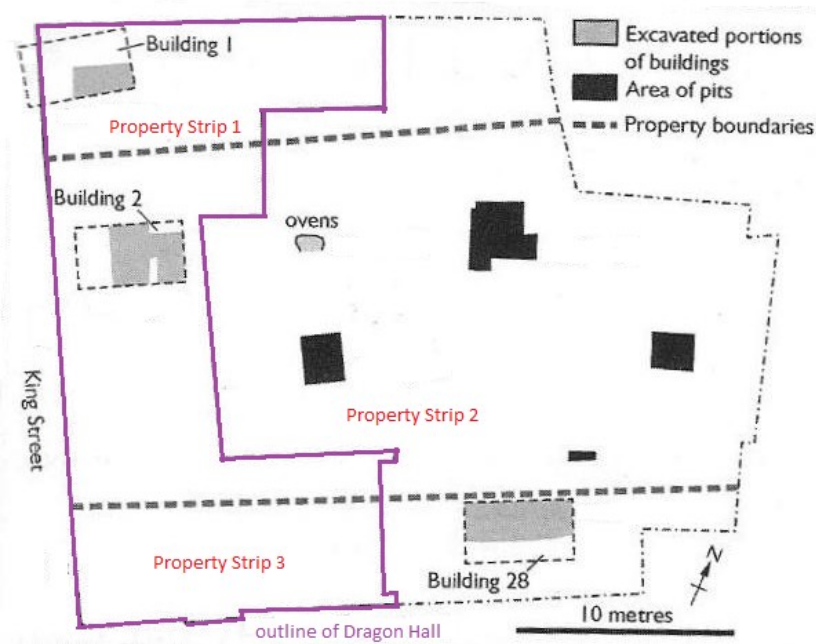 Building 1
Excavated portions
of buildings
Area of pits
Property boundaries
Property Strip 1
Building 2
ovens
King Street
Property Strip 2
Property Strip 3
Building 28
N
10 metres
outline of Dragon Hall